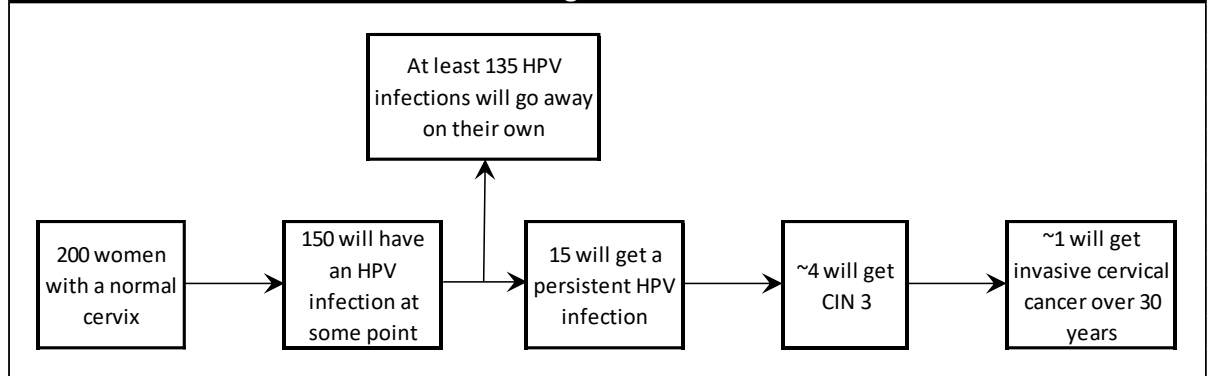 At least 135 HPV
infections will go away
on their own
200 women
with a normal
cervix
150 will have
an HPV
infection at
some point
15 will get a
persistent HPV
infection
~4 will get
CIN 3
~1 will get
invasive cervical
cancer over 30
years